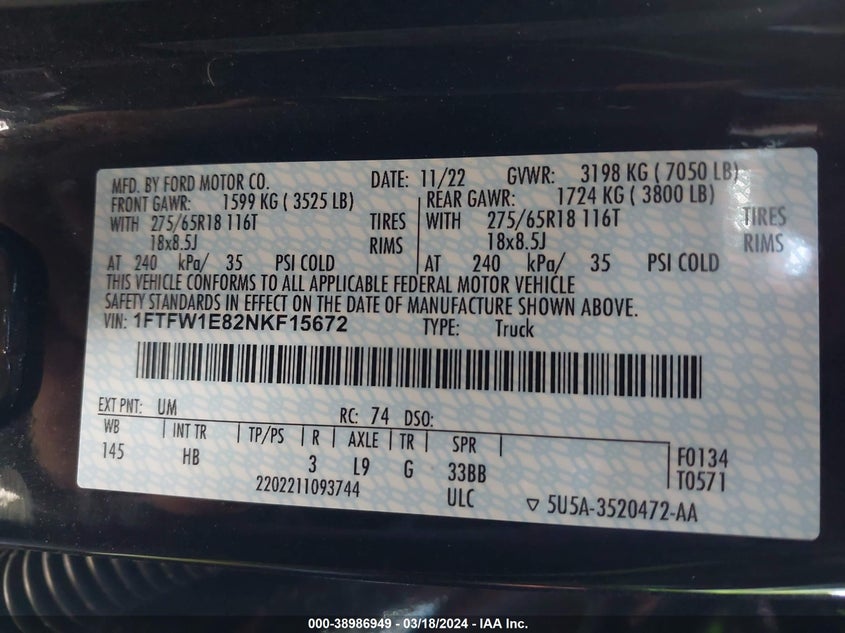 MFD. BY FORD MOTOR CO. DATE: 11/22 GVWR: 3198 KG ( 7050 LB)
FRONT GAWR: 1599 KG ( 3525 LB) REAR GAWR: 1724 KG ( 3800 LB)
WITH 275/65R18 116T TIRES WITH 275/65R18 116T TIRES
18x8.5J RIMS 18x8.5J RIMS
AT 240 kPa/ 35 PSI COLD AT 240 kPa/ 35 PSI COLD
THIS VEHICLE CONFORMS TO ALL APPLICABLE FEDERAL MOTOR VEHICLE
SAFETY STANDARDS IN EFFECT ON THE DATE OF MANUFACTURE SHOWN ABOVE.
VIN: 1FTFW1E82NKF15672 TYPE: Truck
EXT PNT: UM RC: 74 DSO:
WB INT TR TP/PS R AXLE TR SPR
145 HB 3 L9 G 33BB
F0134
T0571
2202211093744 ULC ▽ 5U5A-3520472-AA
000-38986949 — 03/18/2024 — IAA Inc.